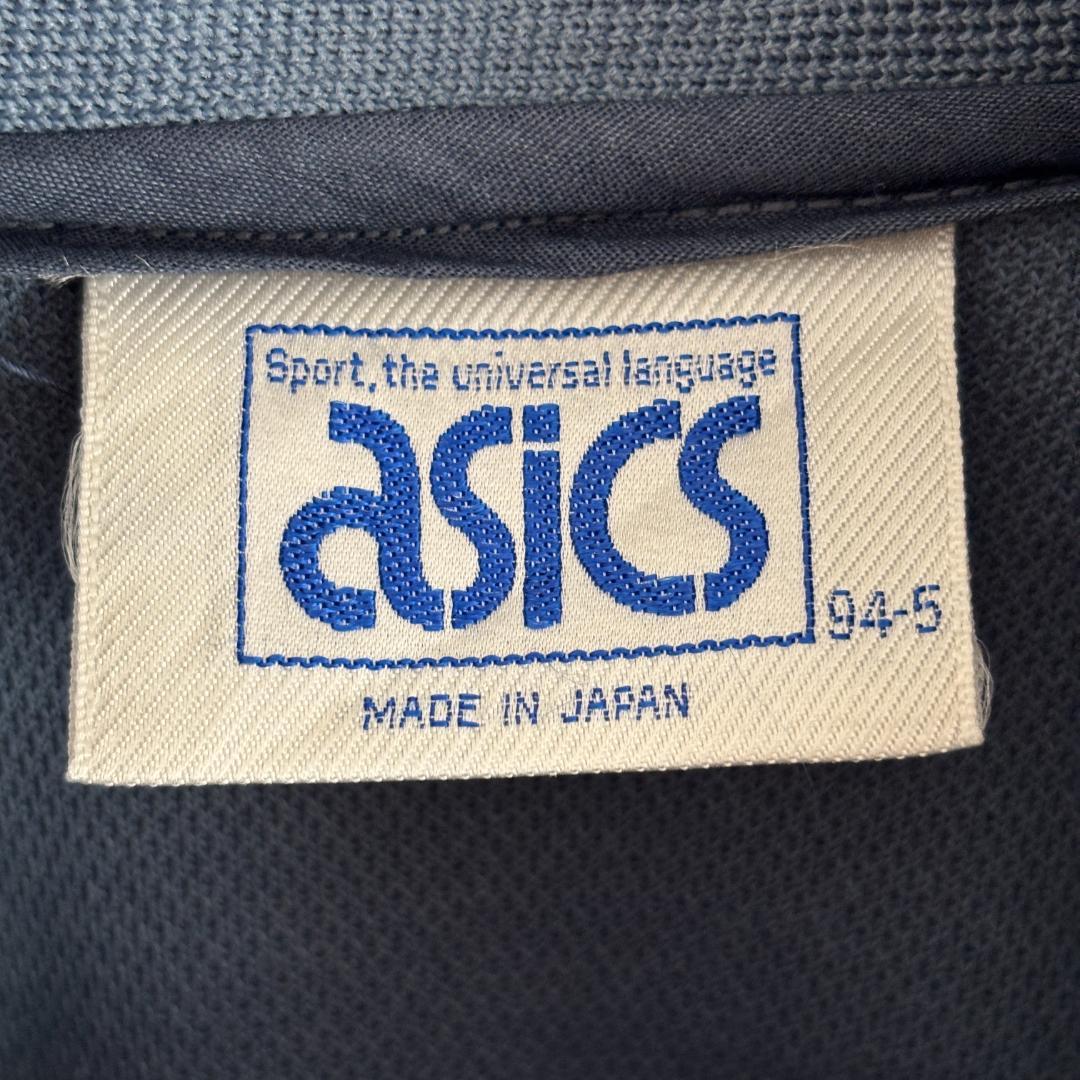 Sport, the universal language
asics
94-5
MADE IN JAPAN